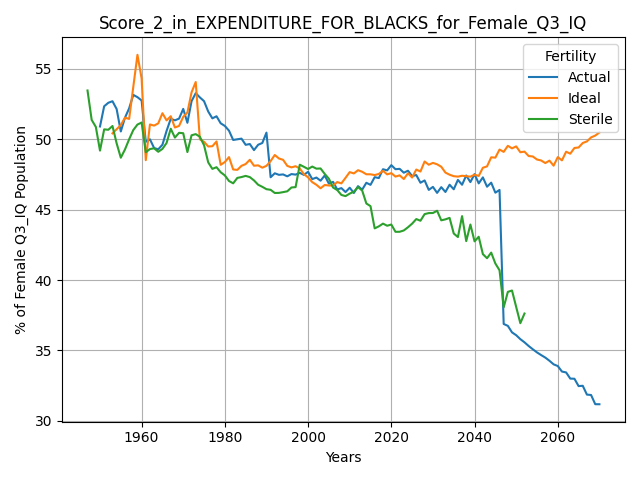 Score_2_in_EXPENDITURE_FOR_BLACKS_for_Female_Q3_IQ
Fertility
Actual
Ideal
Sterile
% of Female Q3_IQ Population
55
50
45
40
35
30
1960
1980
2000
2020
2040
2060
Years